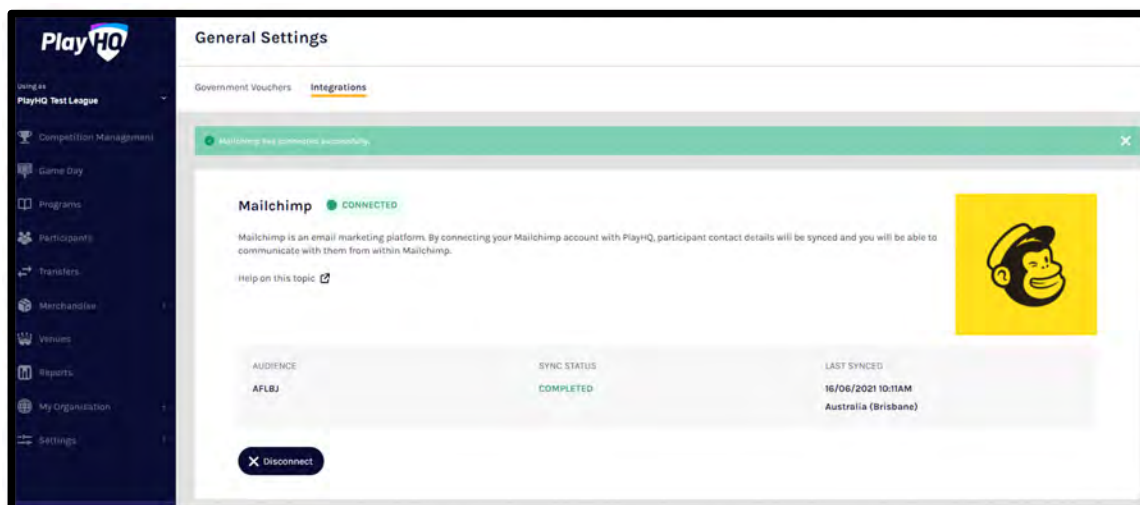 PlayHQ
General Settings
Using as
PlayHQ Test League
Government Vouchers Integrations
Competition Management
Mailchimp successfully.
Game Day
Programs
Mailchimp CONNECTED
Participants
Mailchimp is an email marketing platform. By connecting your Mailchimp account with PlayHQ, participant contact details will be synced and you will be able to
communicate with them from within Mailchimp.
Transfers
Help on this topic
Merchandise
Venues
AUDIENCE SYNC STATUS LAST SYNCED
Reports
AFLBJ COMPLETED 16/06/2021 10:11AM
My Organisation
Australia (Brisbane)
Settings
Disconnect